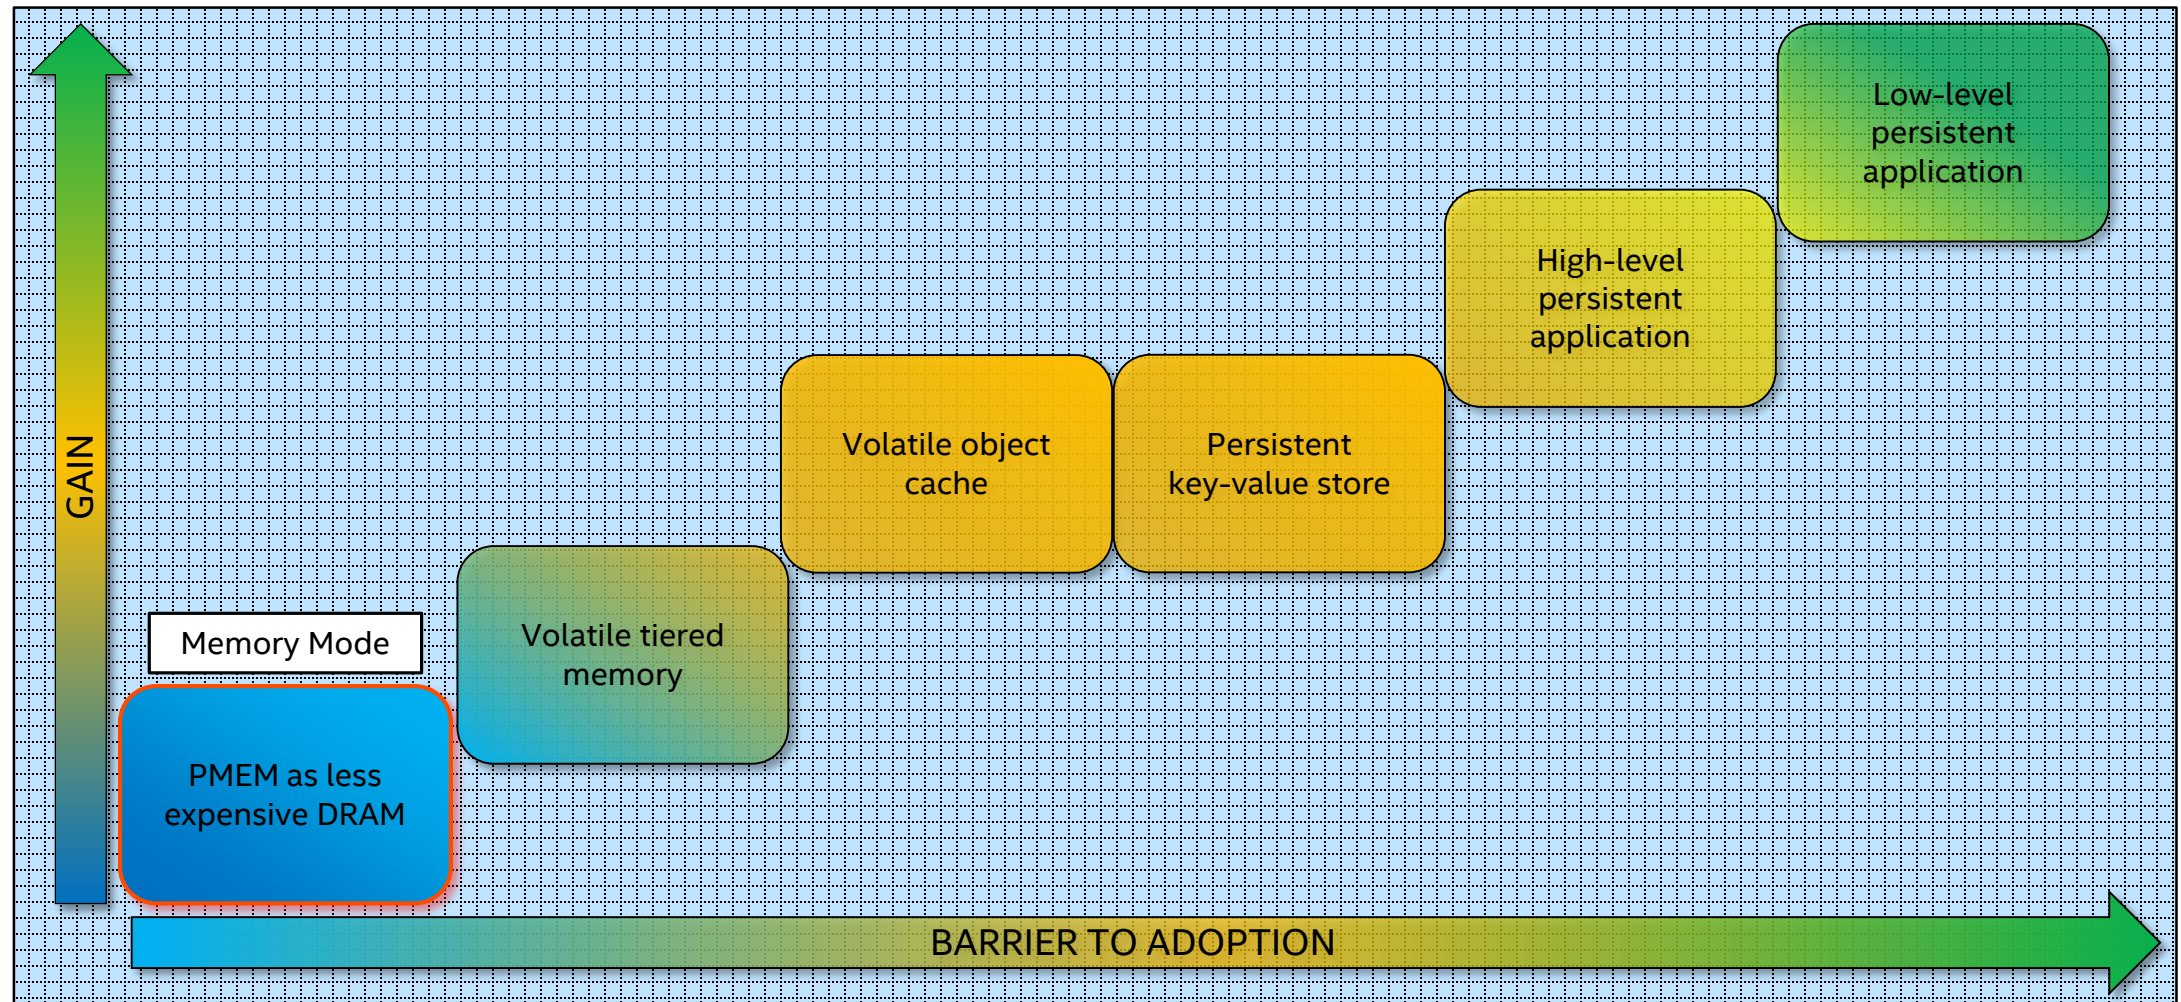 Low-level
persistent
application
High-level
persistent
application
Volatile object
cache
Persistent
key-value store
GAIN
Volatile tiered
memory
Memory Mode
PMEM as less
expensive DRAM
BARRIER TO ADOPTION